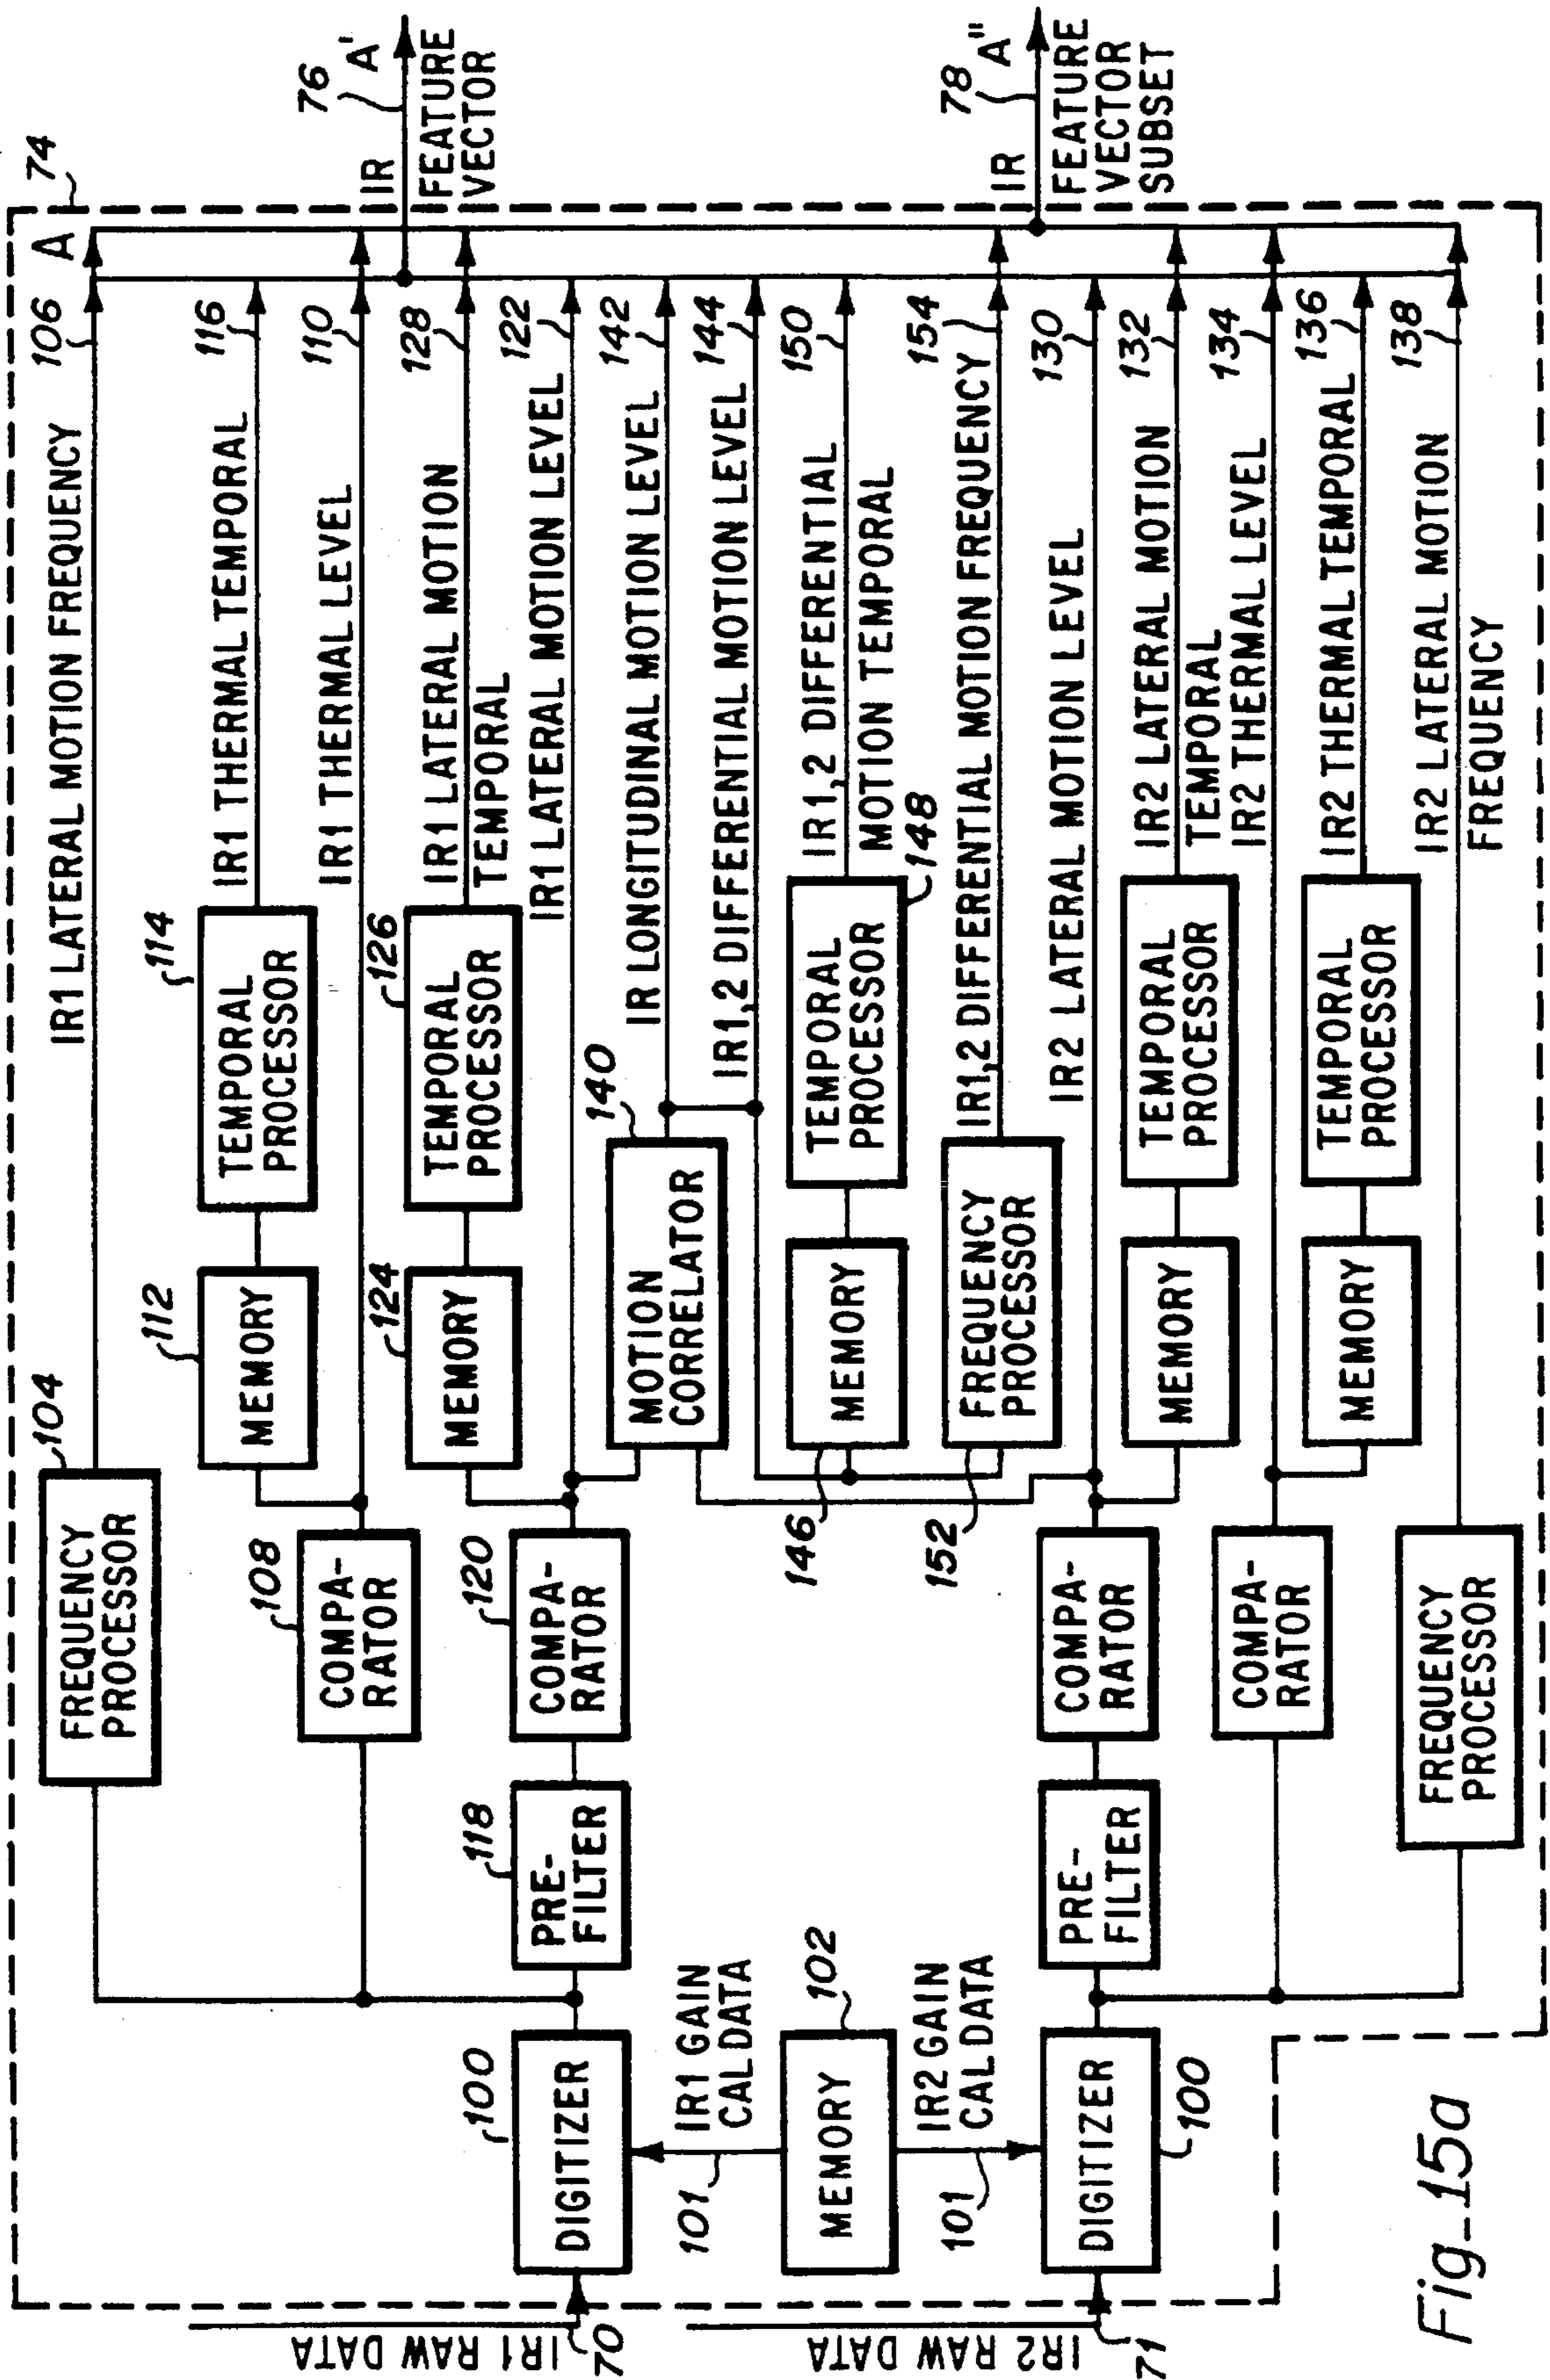 74
A
106
IR1 LATERAL MOTION FREQUENCY
104
FREQUENCY
PROCESSOR
116
IR1 THERMAL TEMPORAL
114
TEMPORAL
PROCESSOR
112
MEMORY
110
IR1 THERMAL LEVEL
108
COMPA-
RATOR
76
A'
IR
FEATURE
VECTOR
128
IR1 LATERAL MOTION
TEMPORAL
126
TEMPORAL
PROCESSOR
124
MEMORY
122
IR1 LATERAL MOTION LEVEL
120
COMPA-
RATOR
118
PRE-
FILTER
100
DIGITIZER
IR1 RAW DATA
70
142
IR LONGITUDINAL MOTION LEVEL
140
MOTION
CORRELATOR
144
IR1,2 DIFFERENTIAL MOTION LEVEL
101
IR1 GAIN
CAL DATA
150
IR1,2 DIFFERENTIAL
MOTION TEMPORAL
148
TEMPORAL
PROCESSOR
MEMORY
146
102
MEMORY
154
IR1,2 DIFFERENTIAL MOTION FREQUENCY
FREQUENCY
PROCESSOR
152
101
IR2 GAIN
CAL DATA
78
A"
IR
FEATURE
VECTOR
SUBSET
130
IR2 LATERAL MOTION LEVEL
COMPA-
RATOR
PRE-
FILTER
DIGITIZER
100
IR2 RAW DATA
71
132
IR2 LATERAL MOTION
TEMPORAL
TEMPORAL
PROCESSOR
MEMORY
134
IR2 THERMAL LEVEL
COMPA-
RATOR
136
IR2 THERMAL TEMPORAL
TEMPORAL
PROCESSOR
MEMORY
138
IR2 LATERAL MOTION
FREQUENCY
FREQUENCY
PROCESSOR
Fig_15a